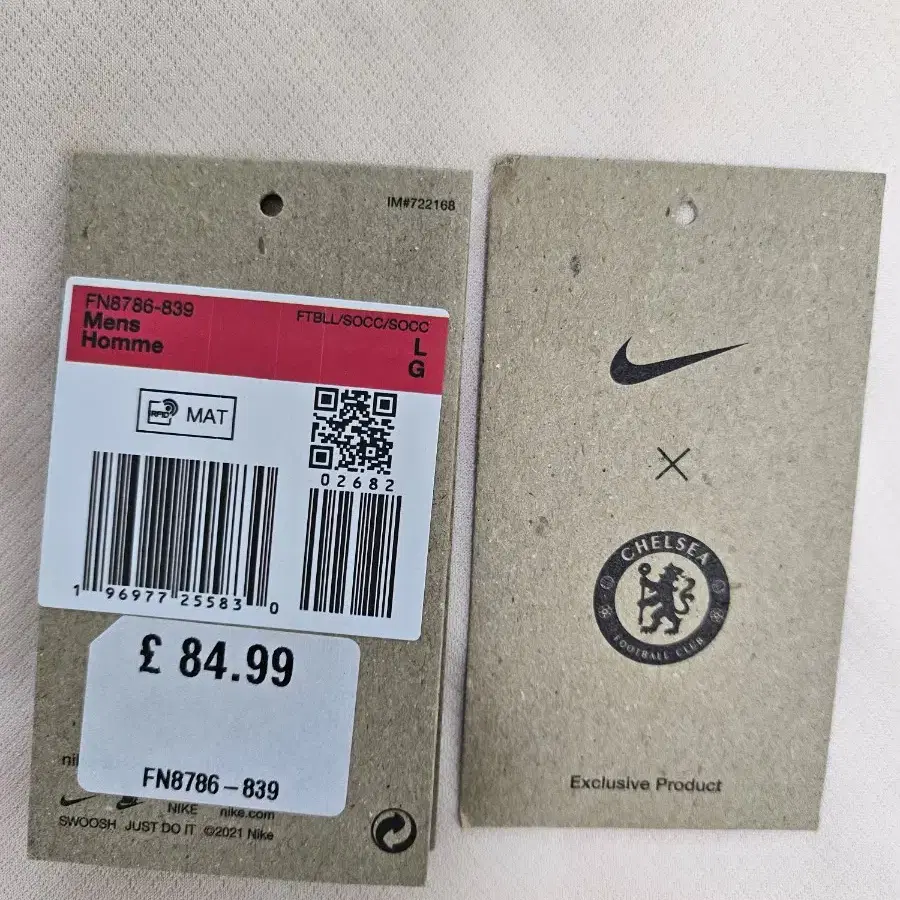 IM#722168
FN8786-839
FTBLL/SOCC/SOCC
Mens
L
Homme
G
RFID MAT
02682
1 96977 25583 0
£ 84.99
FN8786-839
NIKE nike.com
SWOOSH JUST DO IT ©2021 Nike
X
CHELSEA
FOOTBALL CLUB
Exclusive Product